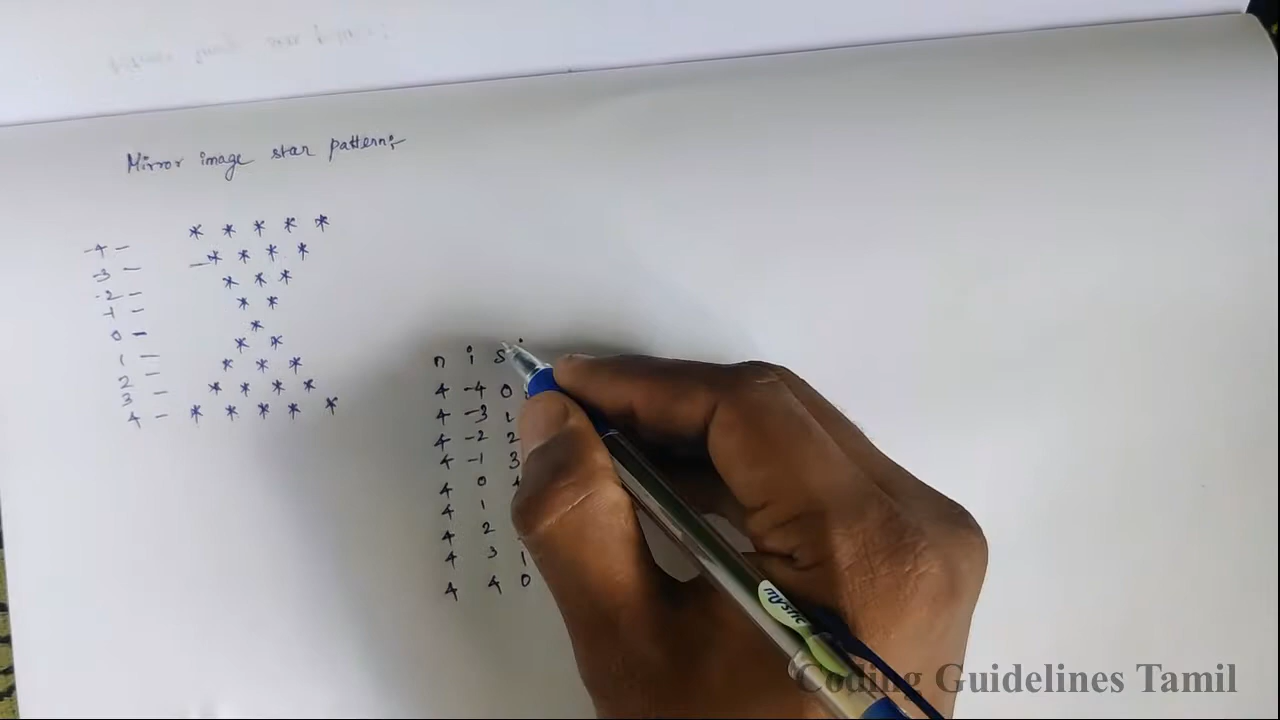 Mirror image star pattern:
-4 - * * * * *
-3 - - * * * *
-2 - * * *
-1 - * *
0 - *
1 - * *
2 - * * *
3 - * * * *
4 - * * * * *
n i s
4 -4 0
4 -3 1
4 -2 2
4 -1 3
4 0 4
4 1
4 2
4 3 1
4 4 0
mystic
Coding Guidelines Tamil